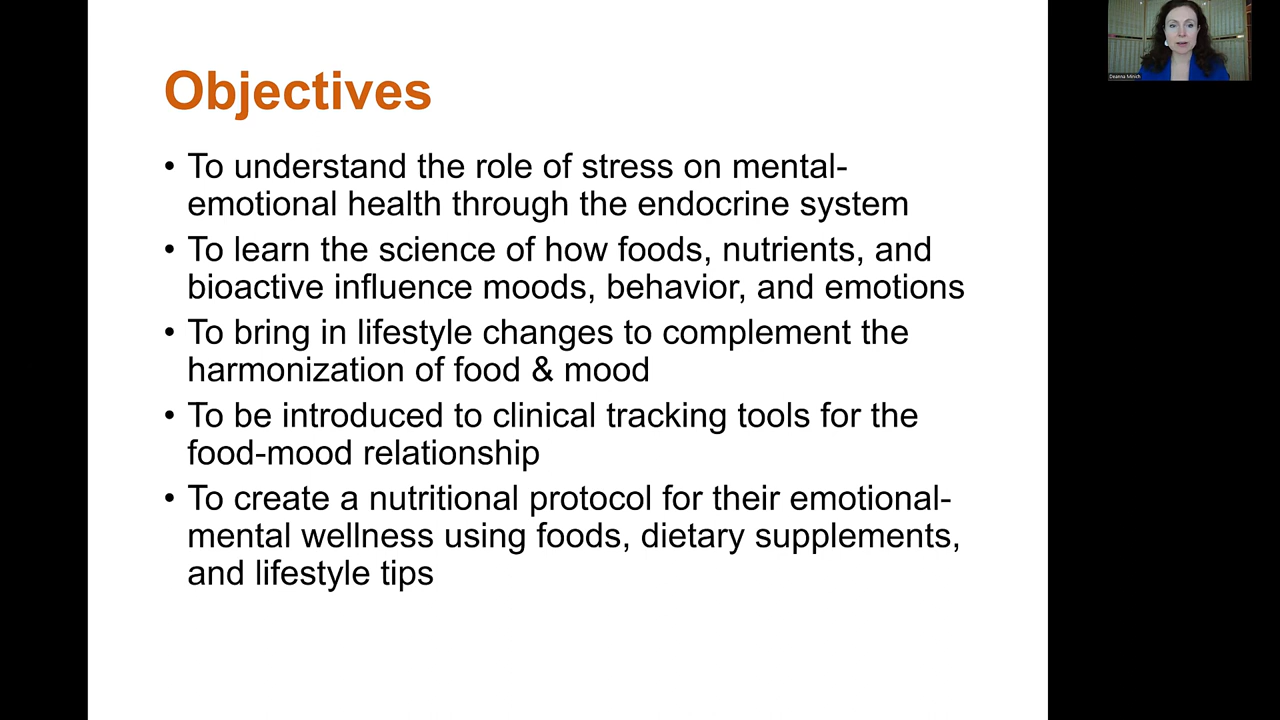 Objectives
• To understand the role of stress on mental-
emotional health through the endocrine system
• To learn the science of how foods, nutrients, and
bioactive influence moods, behavior, and emotions
• To bring in lifestyle changes to complement the
harmonization of food & mood
• To be introduced to clinical tracking tools for the
food-mood relationship
• To create a nutritional protocol for their emotional-
mental wellness using foods, dietary supplements,
and lifestyle tips
Deanna Minich